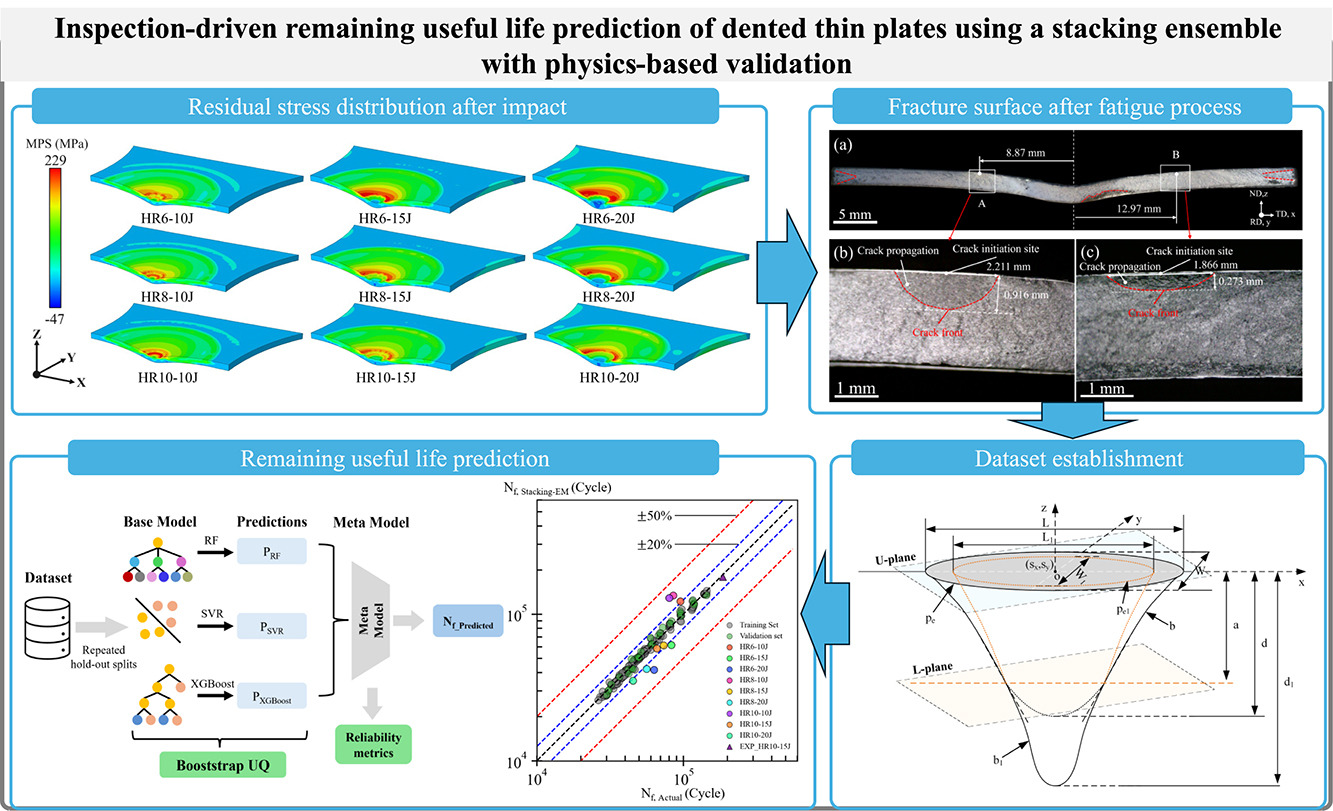 Inspection-driven remaining useful life prediction of dented thin plates using a stacking ensemble
with physics-based validation
Residual stress distribution after impact
MPS (MPa)
229
-47
Z
Y
X
HR6-10J
HR6-15J
HR6-20J
HR8-10J
HR8-15J
HR8-20J
HR10-10J
HR10-15J
HR10-20J
Fracture surface after fatigue process
(a)
8.87 mm
B
A
12.97 mm
5 mm
ND,z
TD, x
RD, y
(b)
Crack propagation
Crack initiation site
2.211 mm
0.916 mm
Crack front
1 mm
(c)
Crack initiation site
Crack propagation
1.866 mm
0.273 mm
Crack front
1 mm
Remaining useful life prediction
Dataset
Repeated
hold-out splits
Base Model
Predictions
Meta Model
RF
P_RF
SVR
P_SVR
XGBoost
P_XGBoost
Meta
Model
N_f_Predicted
Reliability
metrics
Booststrap UQ
N_f, Stacking-EM (Cycle)
±50%
±20%
10^5
10^4
10^4
10^5
N_f, Actual (Cycle)
Training Set
Validation set
HR6-10J
HR6-15J
HR6-20J
HR8-10J
HR8-15J
HR8-20J
HR10-10J
HR10-15J
HR10-20J
EXP_HR10-15J
Dataset establishment
z
L
L_1
y
U-plane
(s_x,s_y)
o
W_1
W
x
p_e
p_e1
b
a
d
d_1
L-plane
b_1